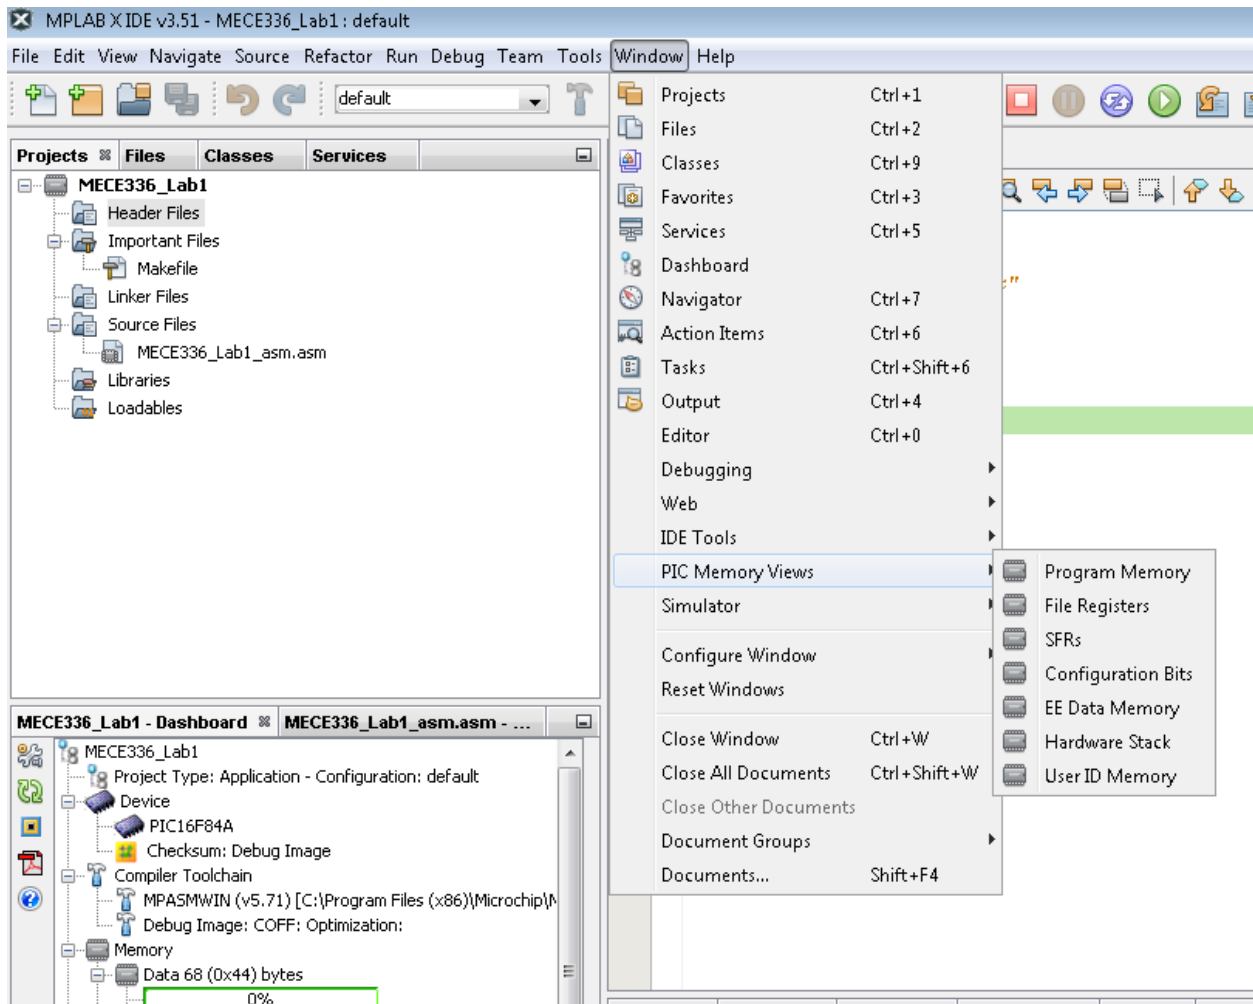 MPLAB X IDE v3.51 - MECE336_Lab1 : default
File Edit View Navigate Source Refactor Run Debug Team Tools Window Help
default
Projects Files Classes Services
MECE336_Lab1
Header Files
Important Files
Makefile
Linker Files
Source Files
MECE336_Lab1_asm.asm
Libraries
Loadables
Projects Ctrl+1
Files Ctrl+2
Classes Ctrl+9
Favorites Ctrl+3
Services Ctrl+5
Dashboard
Navigator Ctrl+7
Action Items Ctrl+6
Tasks Ctrl+Shift+6
Output Ctrl+4
Editor Ctrl+0
Debugging
Web
IDE Tools
PIC Memory Views
Simulator
Configure Window
Reset Windows
Close Window Ctrl+W
Close All Documents Ctrl+Shift+W
Close Other Documents
Document Groups
Documents... Shift+F4
Program Memory
File Registers
SFRs
Configuration Bits
EE Data Memory
Hardware Stack
User ID Memory
MECE336_Lab1 - Dashboard MECE336_Lab1_asm.asm - ...
MECE336_Lab1
Project Type: Application - Configuration: default
Device
PIC16F84A
Checksum: Debug Image
Compiler Toolchain
MPASMWIN (v5.71) [C:\Program Files (x86)\Microchip\
Debug Image: COFF: Optimization:
Memory
Data 68 (0x44) bytes
0%